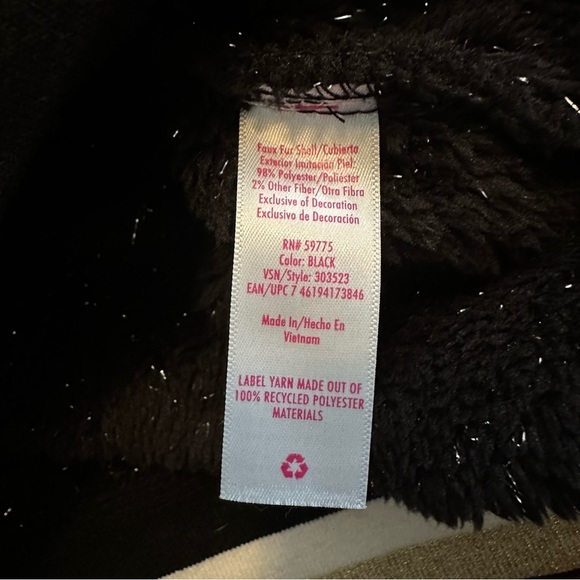 Faux Fur Shell/Cubierta
Exterior Imitación Piel:
98% Polyester/Poliéster
2% Other Fiber/Otra Fibra
Exclusive of Decoration
Exclusivo de Decoración
RN# 59775
Color: BLACK
VSN/Style: 303523
EAN/UPC 7 46194173846
Made In/Hecho En
Vietnam
LABEL YARN MADE OUT OF
100% RECYCLED POLYESTER
MATERIALS